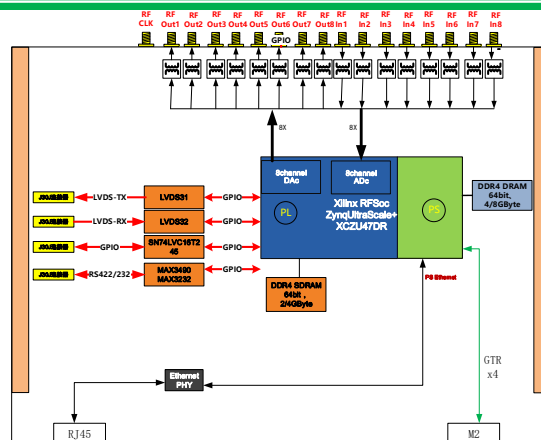 RF CLK
RF Out1
RF Out2
RF Out3
RF Out4
RF Out5
RF Out6
RF Out7
RF Out8
RF In1
RF In2
RF In3
RF In4
RF In5
RF In6
RF In7
RF In8
GPIO
8X
8X
8channel
DAC
8channel
ADC
PL
Xilinx RFSoc
ZynqUltraScale+
XCZU47DR
PS
DDR4 DRAM
64bit,
4/8GByte
LVDS-TX
LVDS31
GPIO
LVDS-RX
LVDS32
GPIO
GPIO
SN74LVC16T2
45
GPIO
RS422/232
MAX3490
MAX3232
GPIO
DDR4 SDRAM
64bit ,
2/4GByte
PS Ethernet
GTR
x4
Ethernet
PHY
RJ45
M2